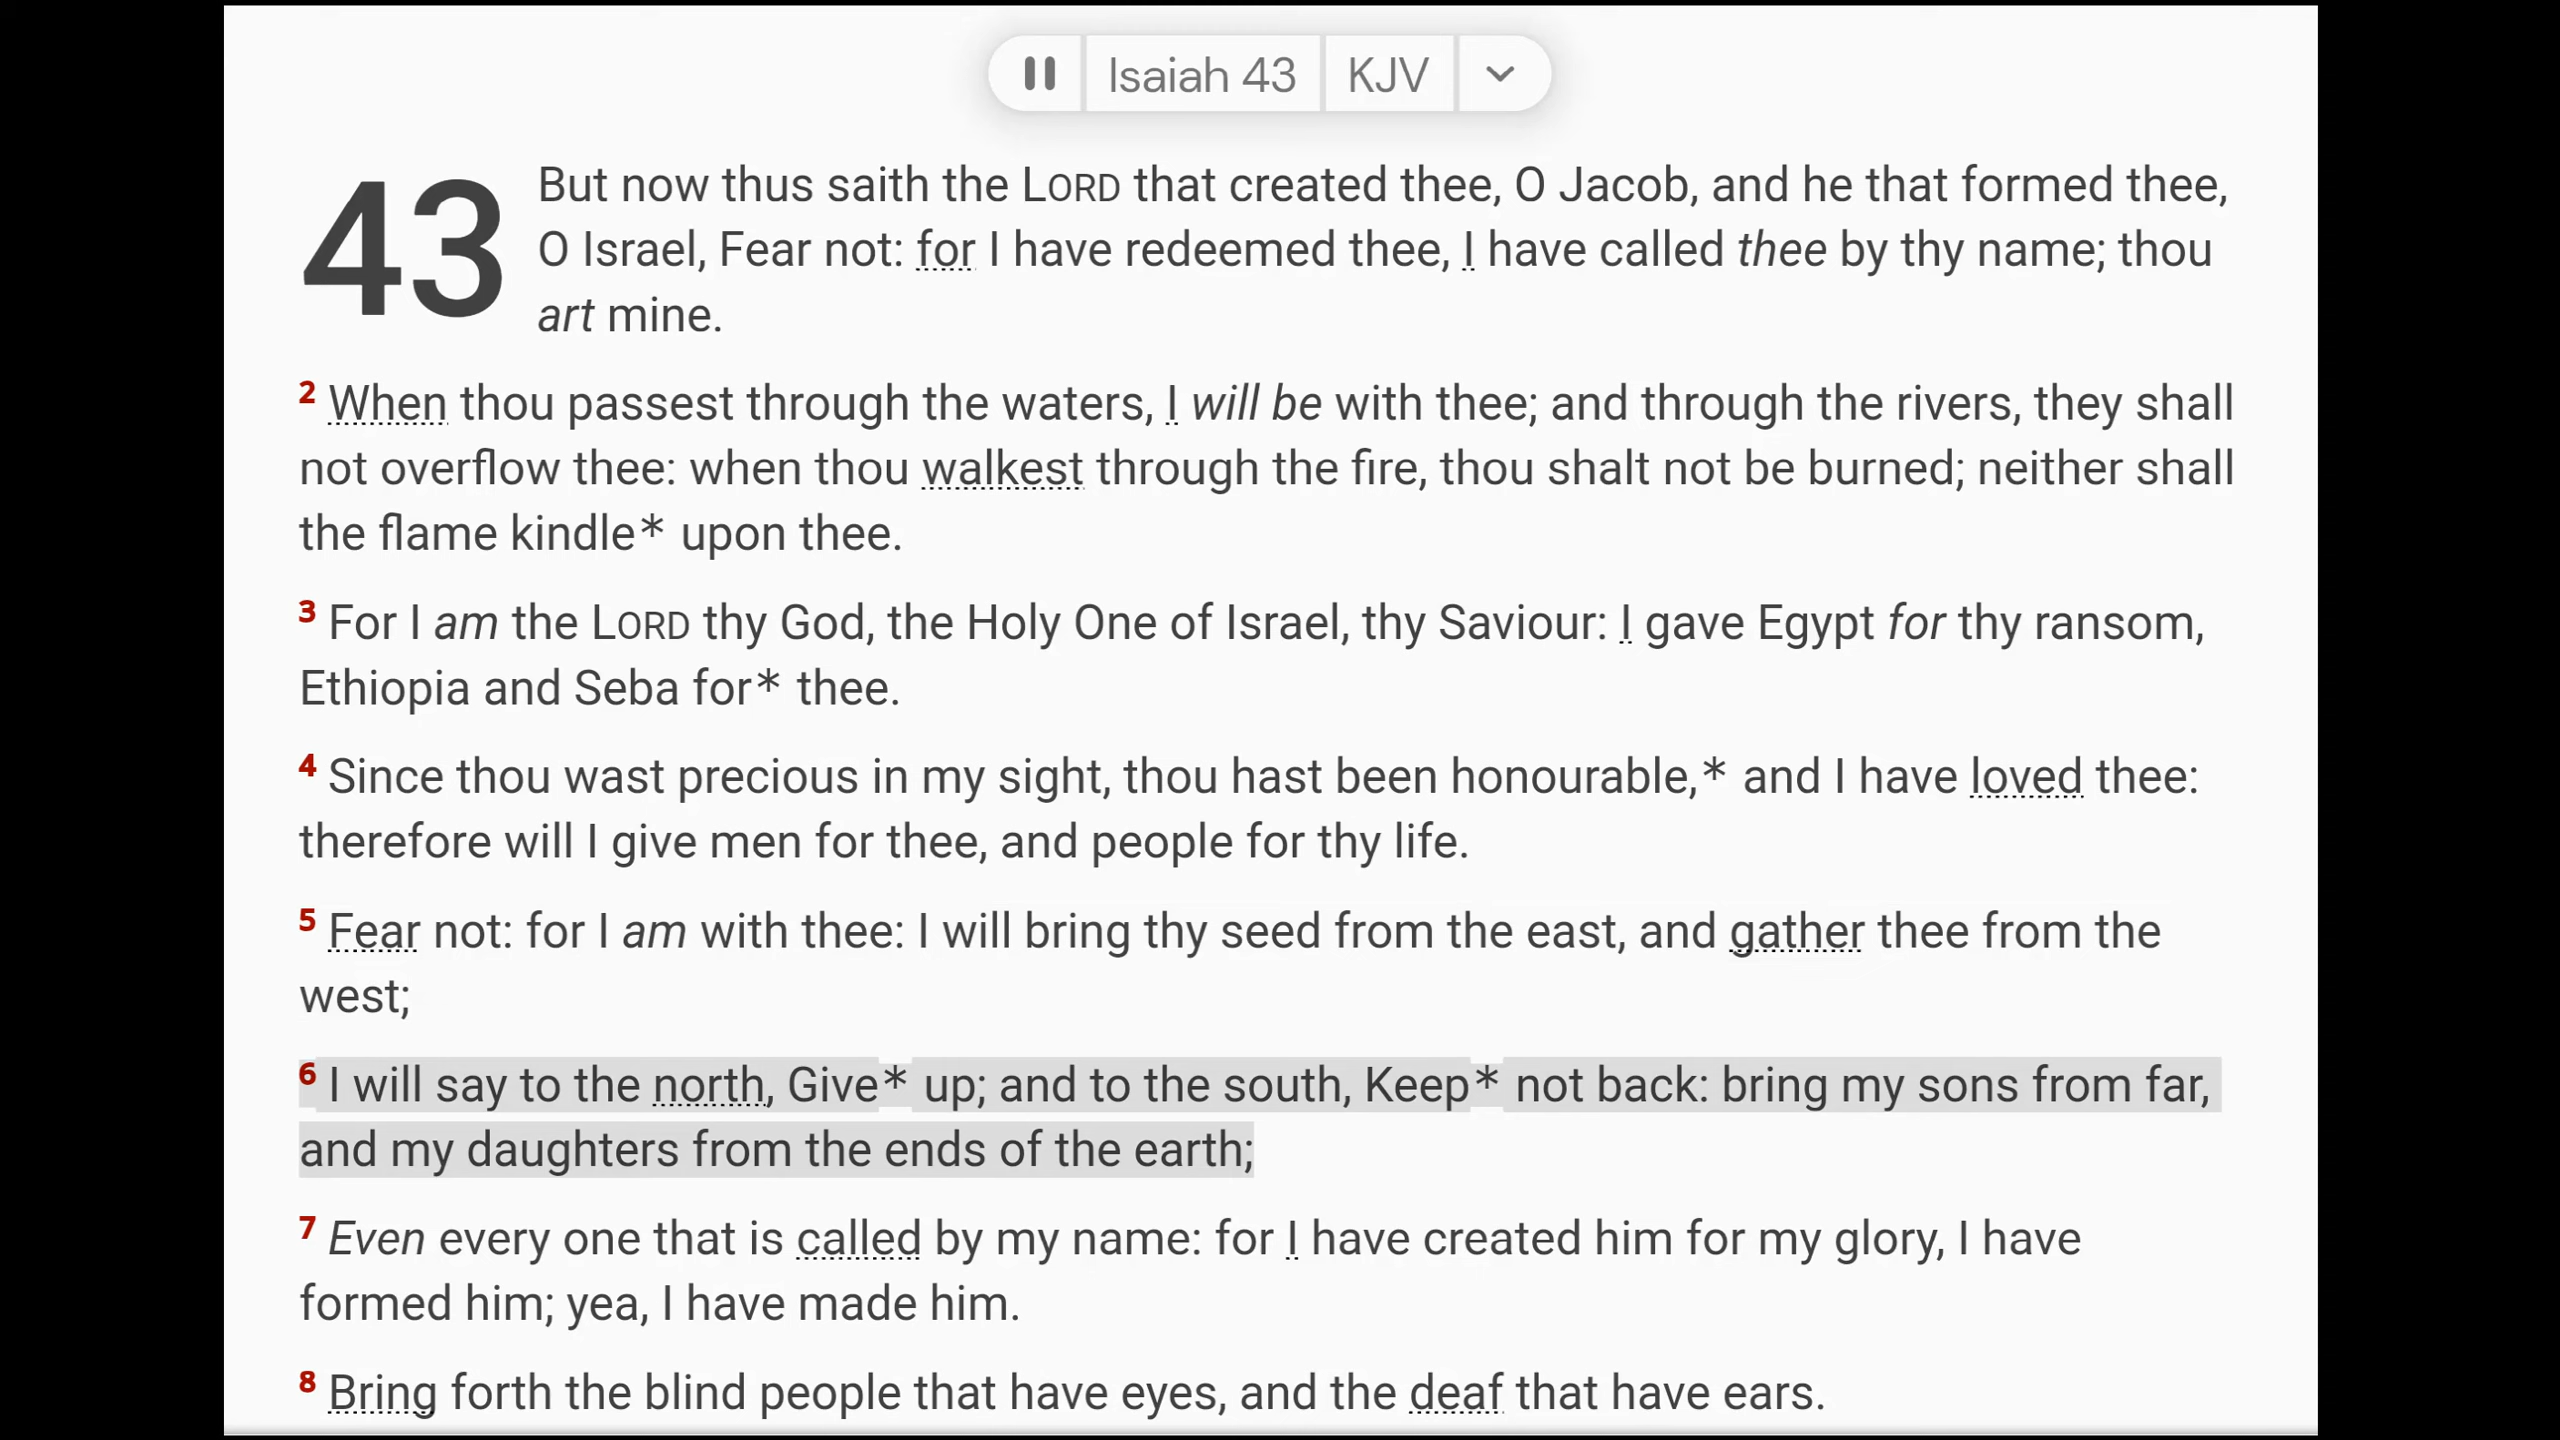 Isaiah 43 KJV
43
But now thus saith the LORD that created thee, O Jacob, and he that formed thee,
O Israel, Fear not: for I have redeemed thee, I have called thee by thy name; thou
art mine.
2 When thou passest through the waters, I will be with thee; and through the rivers, they shall
not overflow thee: when thou walkest through the fire, thou shalt not be burned; neither shall
the flame kindle* upon thee.
3 For I am the LORD thy God, the Holy One of Israel, thy Saviour: I gave Egypt for thy ransom,
Ethiopia and Seba for* thee.
4 Since thou wast precious in my sight, thou hast been honourable,* and I have loved thee:
therefore will I give men for thee, and people for thy life.
5 Fear not: for I am with thee: I will bring thy seed from the east, and gather thee from the
west;
6 I will say to the north, Give* up; and to the south, Keep* not back: bring my sons from far,
and my daughters from the ends of the earth;
7 Even every one that is called by my name: for I have created him for my glory, I have
formed him; yea, I have made him.
8 Bring forth the blind people that have eyes, and the deaf that have ears.